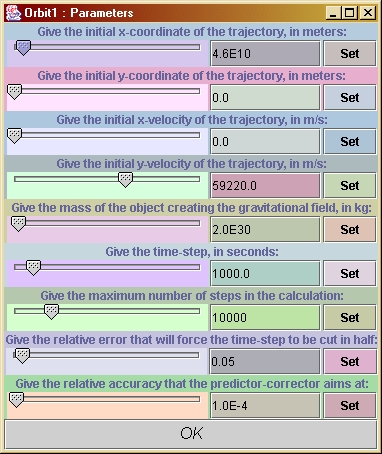 Orbit1 : Parameters
Give the initial x-coordinate of the trajectory, in meters:
4.6E10 Set
Give the initial y-coordinate of the trajectory, in meters:
0.0 Set
Give the initial x-velocity of the trajectory, in m/s:
0.0 Set
Give the initial y-velocity of the trajectory, in m/s:
59220.0 Set
Give the mass of the object creating the gravitational field, in kg:
2.0E30 Set
Give the time-step, in seconds:
1000.0 Set
Give the maximum number of steps in the calculation:
10000 Set
Give the relative error that will force the time-step to be cut in half:
0.05 Set
Give the relative accuracy that the predictor-corrector aims at:
1.0E-4 Set
OK